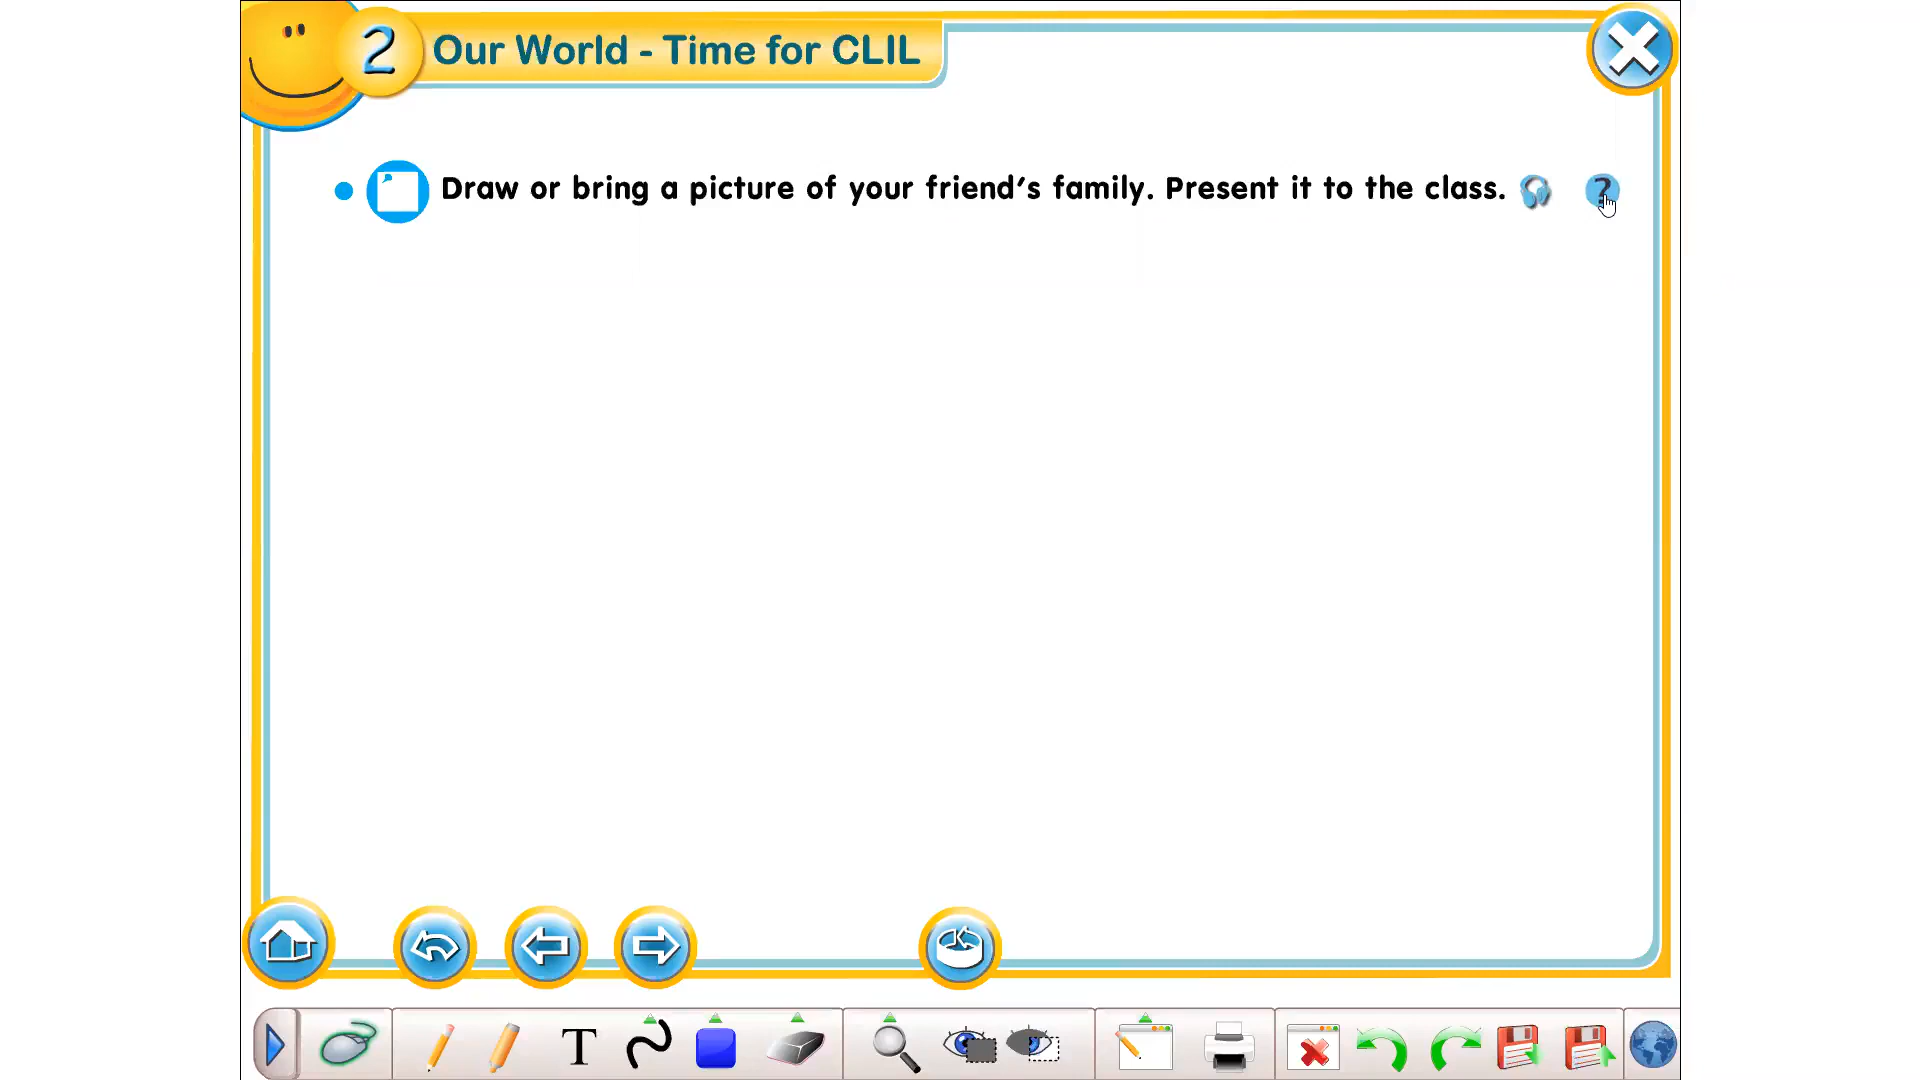 2 Our World - Time for CLIL
Draw or bring a picture of your friend's family. Present it to the class. ?
T